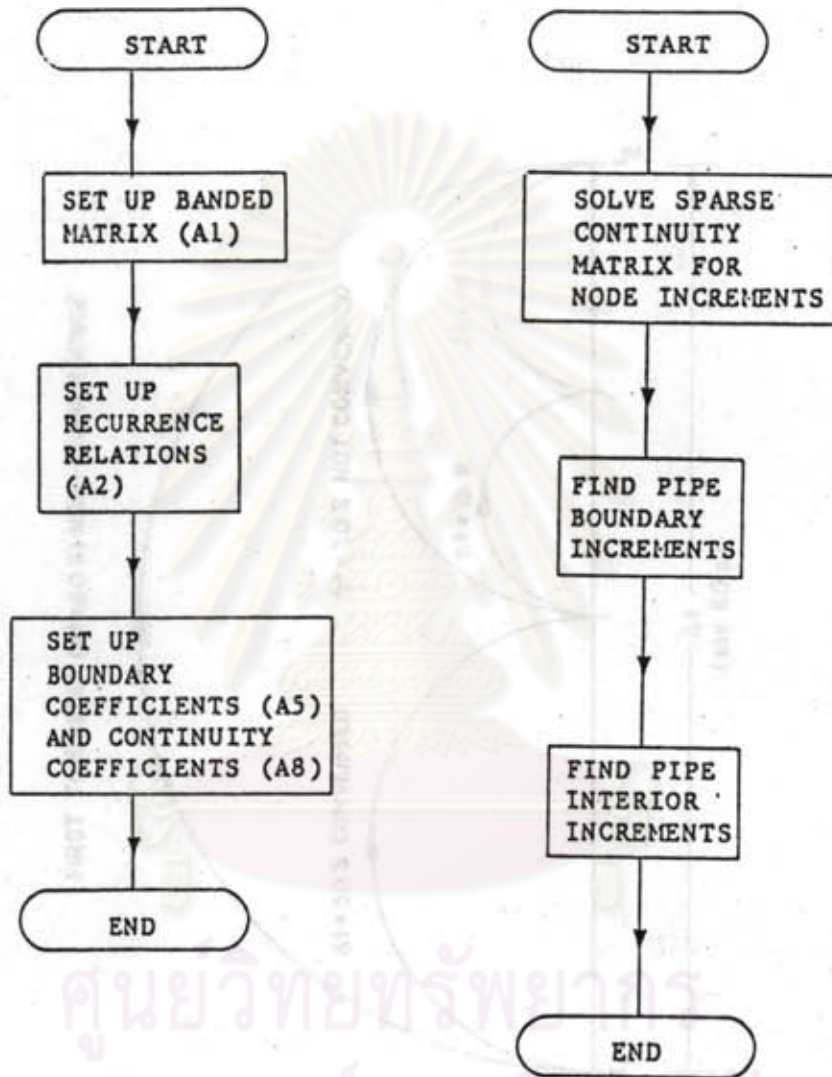 START
SET UP BANDED
MATRIX (A1)
SET UP
RECURRENCE
RELATIONS
(A2)
SET UP
BOUNDARY
COEFFICIENTS (A5)
AND CONTINUITY
COEFFICIENTS (A8)
END
START
SOLVE SPARSE
CONTINUITY
MATRIX FOR
NODE INCREMENTS
FIND PIPE
BOUNDARY
INCREMENTS
FIND PIPE
INTERIOR
INCREMENTS
END
ศูนย์วิทยทรัพยากร